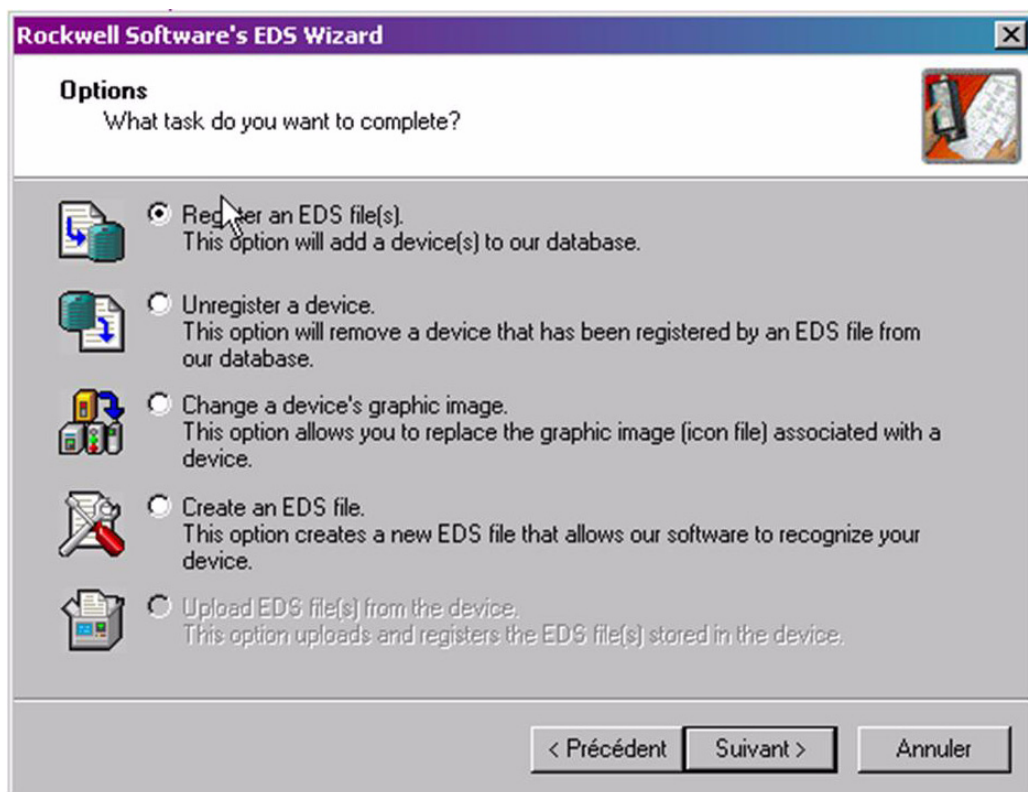 Rockwell Software's EDS Wizard
Options
What task do you want to complete?
Register an EDS file(s).
This option will add a device(s) to our database.
Unregister a device.
This option will remove a device that has been registered by an EDS file from
our database.
Change a device's graphic image.
This option allows you to replace the graphic image (icon file) associated with a
device.
Create an EDS file.
This option creates a new EDS file that allows our software to recognize your
device.
Upload EDS file(s) from the device.
This option uploads and registers the EDS file(s) stored in the device.
< Précédent
Suivant >
Annuler